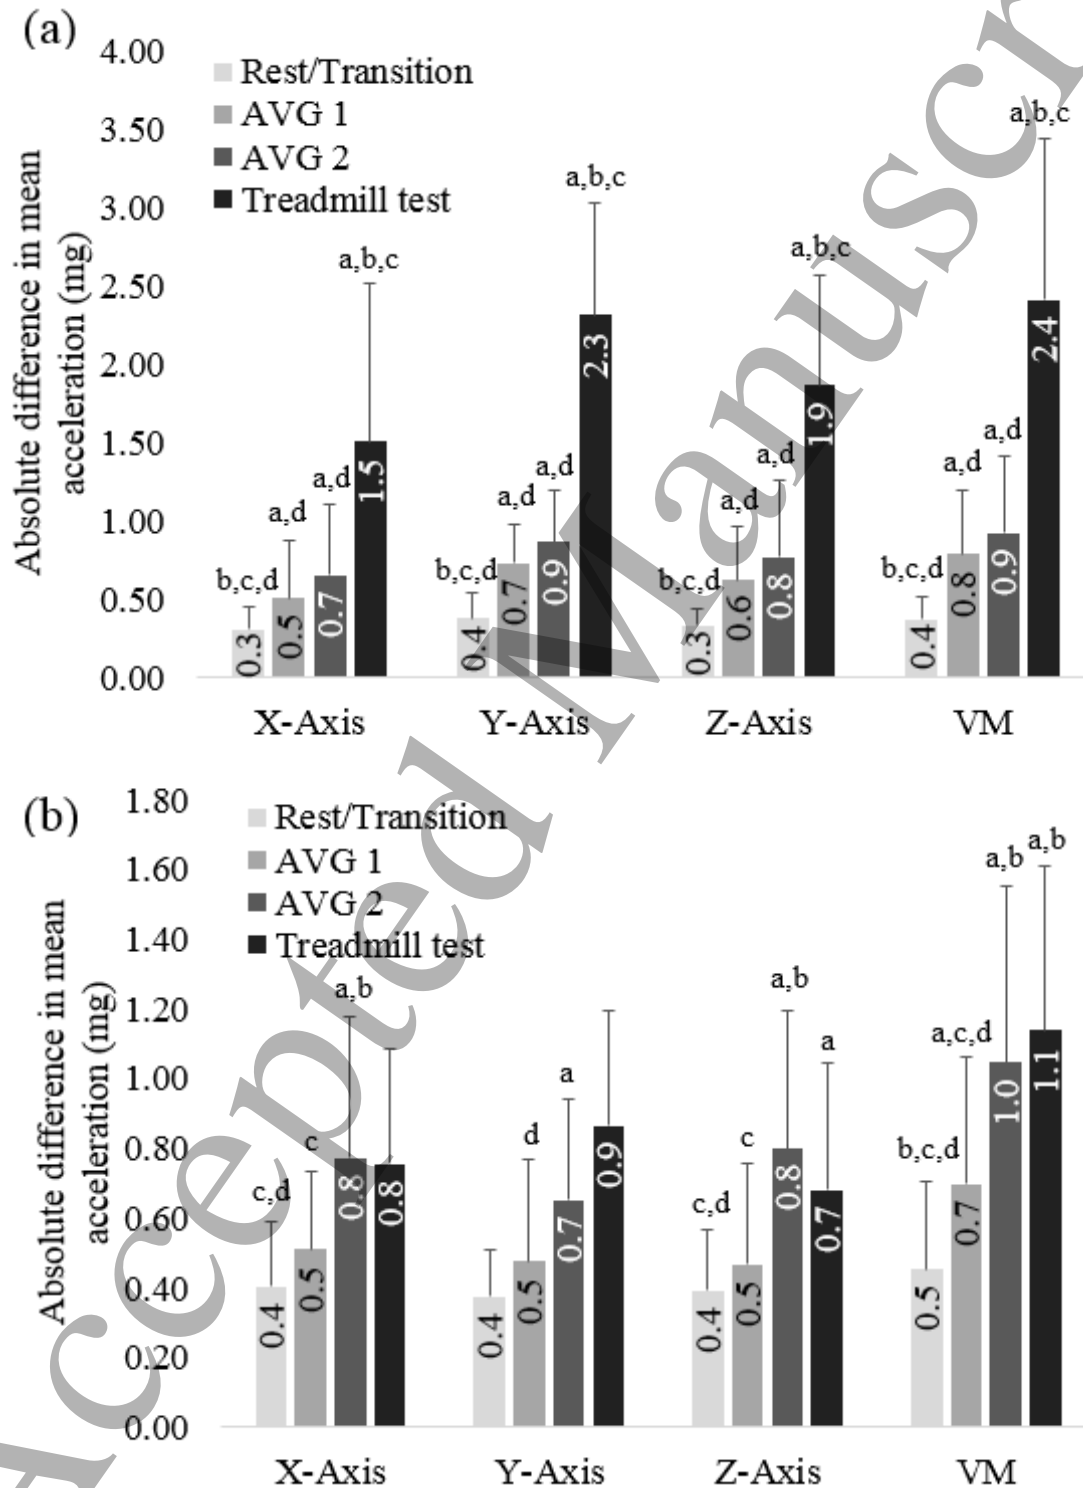 (a)
4.00
3.50
3.00
2.50
2.00
1.50
1.00
0.50
0.00
Absolute difference in mean
acceleration (mg)
Rest/Transition
AVG 1
AVG 2
Treadmill test
b,c,d
a,d
a,d
a,b,c
0.3
0.5
0.7
1.5
b,c,d
a,d
a,d
a,b,c
0.4
0.7
0.9
2.3
b,c,d
a,d
a,d
a,b,c
0.3
0.6
0.8
1.9
b,c,d
a,d
a,d
a,b,c
0.4
0.8
0.9
2.4
X-Axis Y-Axis Z-Axis VM
(b)
1.80
1.60
1.40
1.20
1.00
0.80
0.60
0.40
0.20
0.00
Absolute difference in mean
acceleration (mg)
Rest/Transition
AVG 1
AVG 2
Treadmill test
c,d
c
a,b
0.4
0.5
0.8
0.8
d
a
0.4
0.5
0.7
0.9
c,d
c
a,b
a
0.4
0.5
0.8
0.7
b,c,d
a,c,d
a,b
a,b
0.5
0.7
1.0
1.1
X-Axis Y-Axis Z-Axis VM
Accepted Manuscr